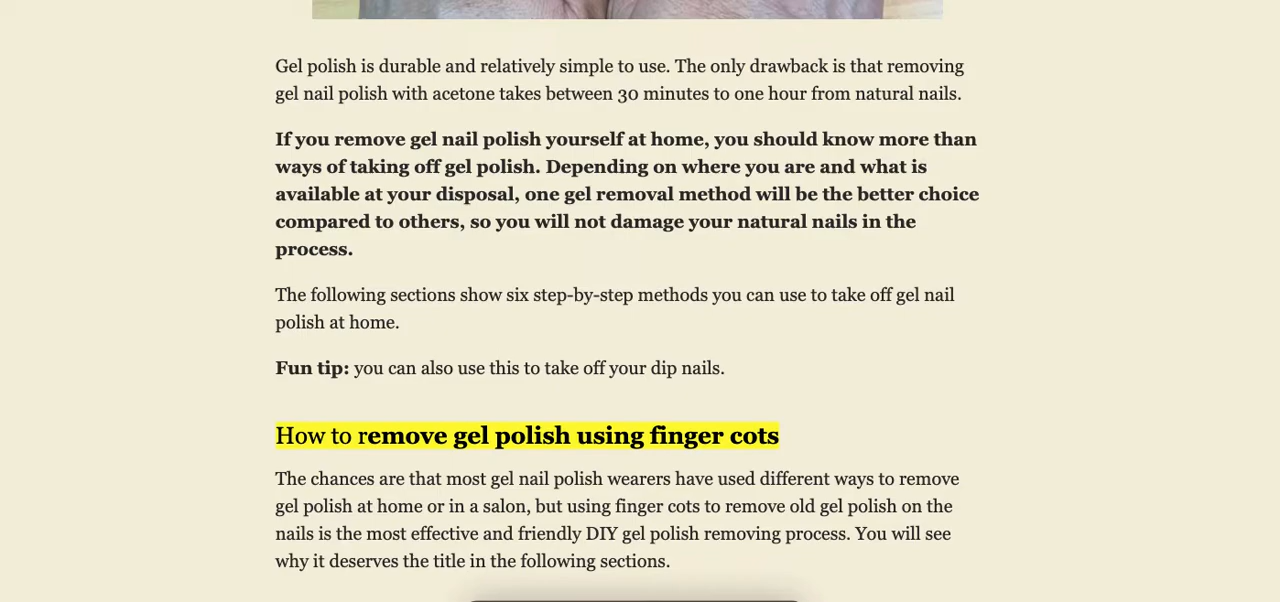 Gel polish is durable and relatively simple to use. The only drawback is that removing
gel nail polish with acetone takes between 30 minutes to one hour from natural nails.
If you remove gel nail polish yourself at home, you should know more than
ways of taking off gel polish. Depending on where you are and what is
available at your disposal, one gel removal method will be the better choice
compared to others, so you will not damage your natural nails in the
process.
The following sections show six step-by-step methods you can use to take off gel nail
polish at home.
Fun tip: you can also use this to take off your dip nails.
How to remove gel polish using finger cots
The chances are that most gel nail polish wearers have used different ways to remove
gel polish at home or in a salon, but using finger cots to remove old gel polish on the
nails is the most effective and friendly DIY gel polish removing process. You will see
why it deserves the title in the following sections.